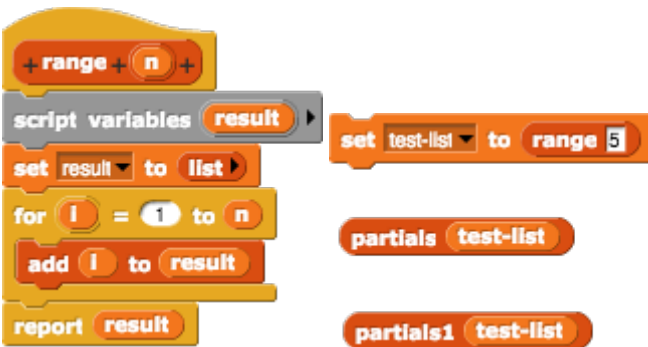 + range + n +
script variables result
set result to list
for i = 1 to n
add i to result
report result
set test-list to range 5
partials test-list
partials1 test-list